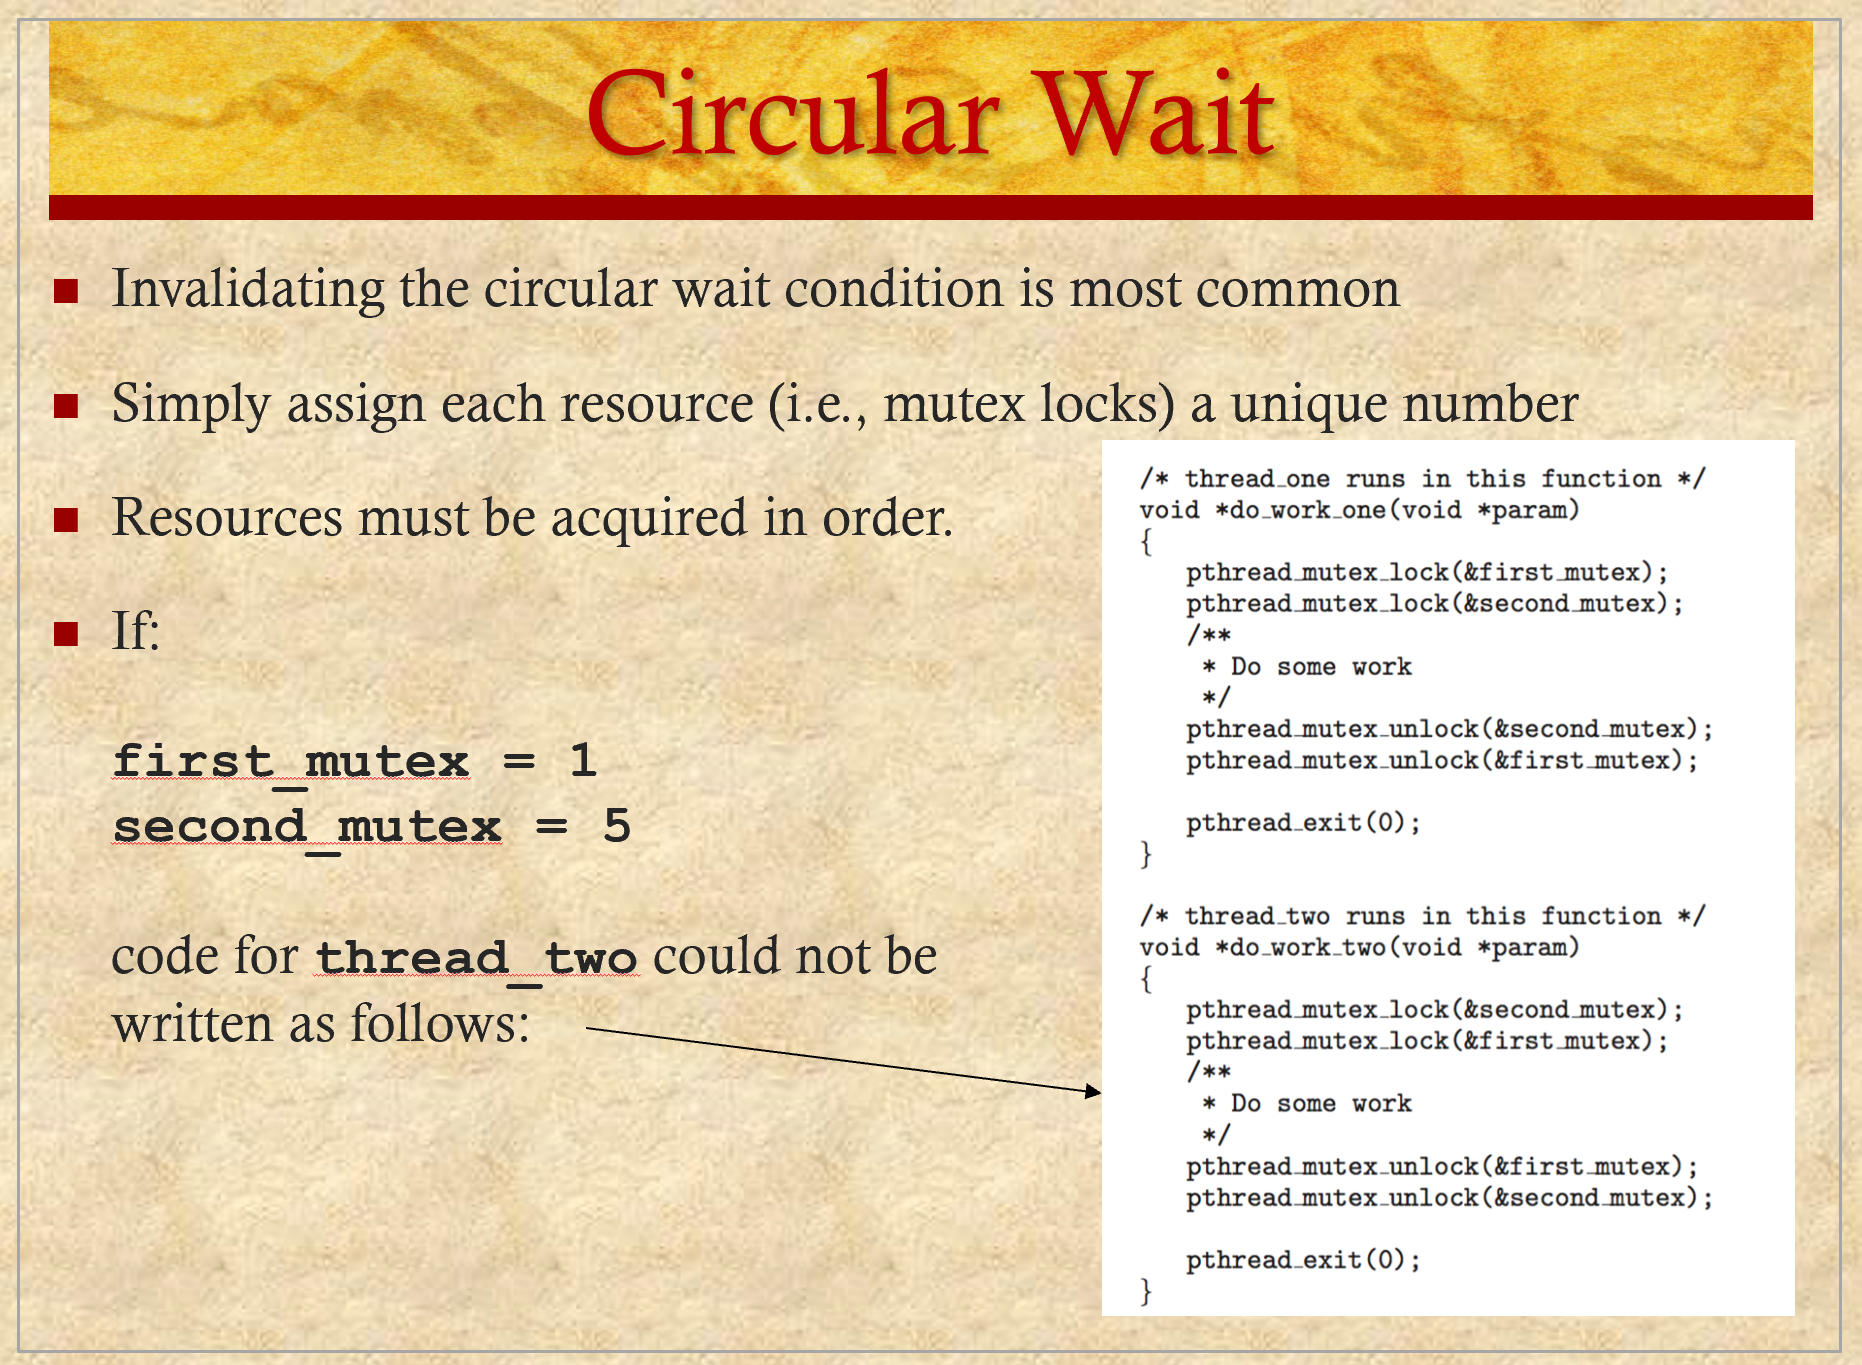 Circular Wait
Invalidating the circular wait condition is most common
Simply assign each resource (i.e., mutex locks) a unique number
Resources must be acquired in order.
If:
first_mutex = 1
second_mutex = 5
code for thread_two could not be
written as follows:
/* thread_one runs in this function */
void *do_work_one(void *param)
{
   pthread_mutex_lock(&first_mutex);
   pthread_mutex_lock(&second_mutex);
   /**
    * Do some work
    */
   pthread_mutex_unlock(&second_mutex);
   pthread_mutex_unlock(&first_mutex);

   pthread_exit(0);
}

/* thread_two runs in this function */
void *do_work_two(void *param)
{
   pthread_mutex_lock(&second_mutex);
   pthread_mutex_lock(&first_mutex);
   /**
    * Do some work
    */
   pthread_mutex_unlock(&first_mutex);
   pthread_mutex_unlock(&second_mutex);

   pthread_exit(0);
}